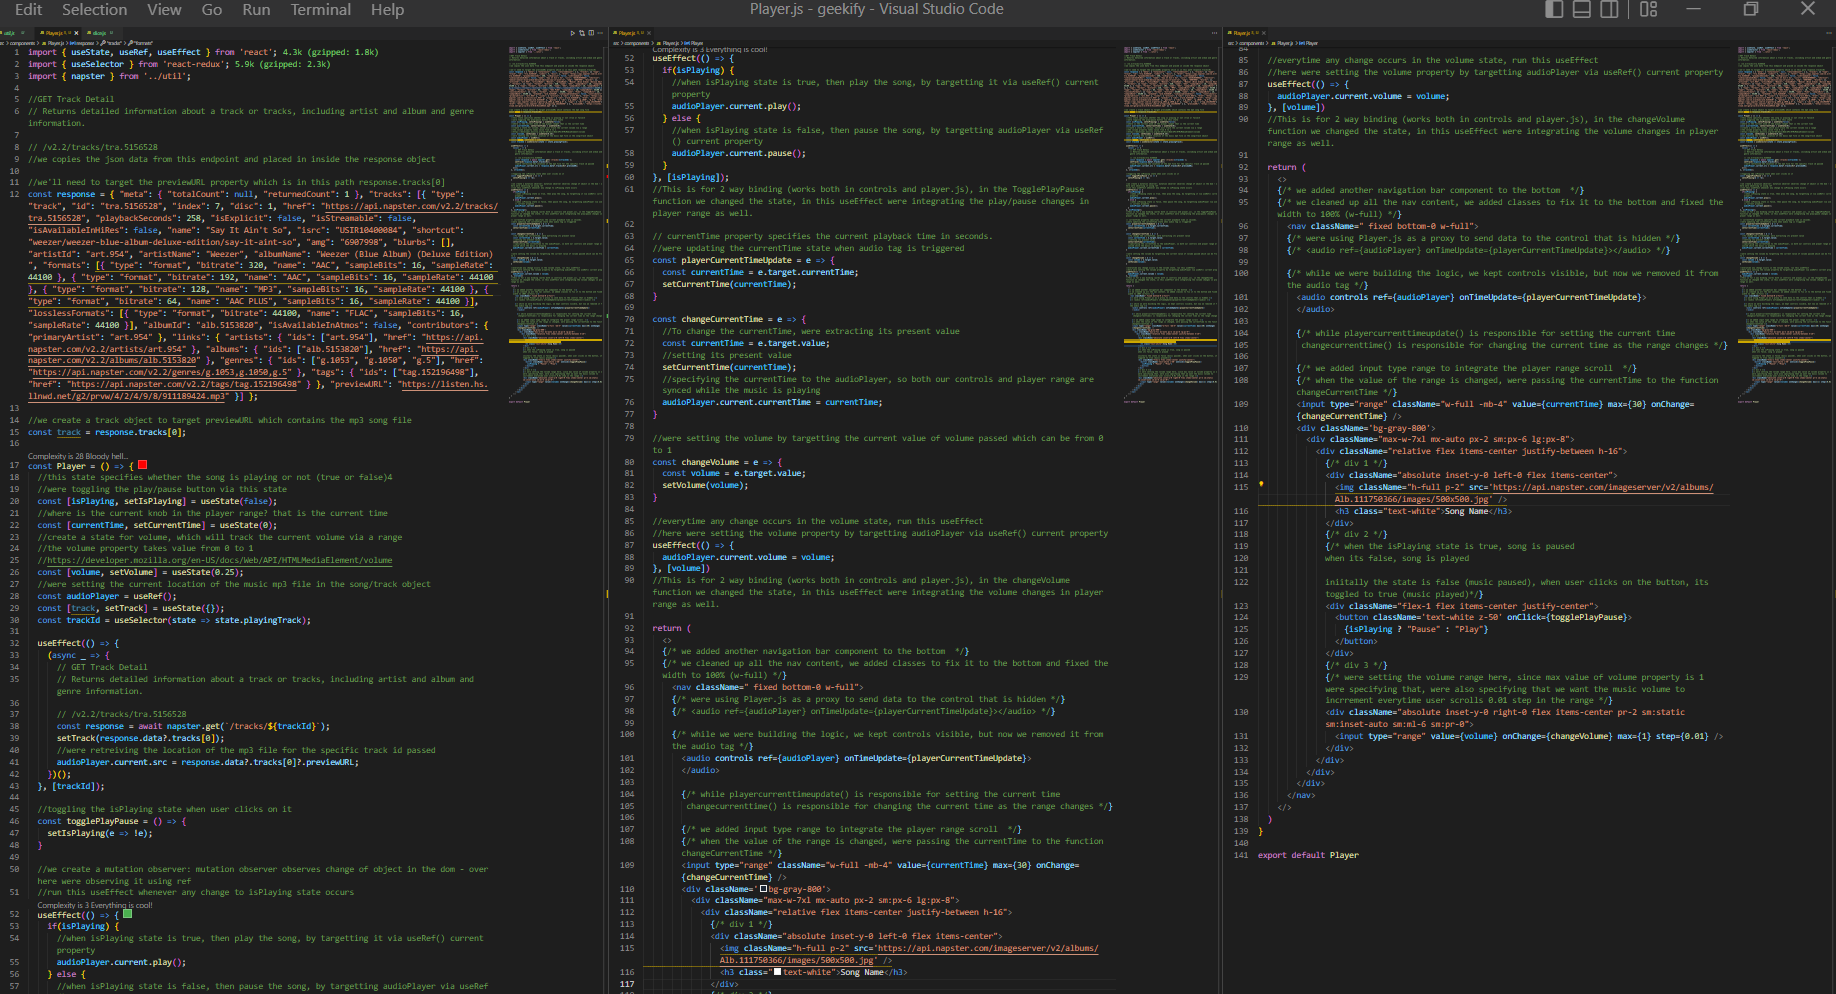 Edit Selection View Go Run Terminal Help
Player.js - geekify - Visual Studio Code
1 import { useState, useRef, useEffect } from 'react'; 4.3k (gzipped: 1.8k)
2 import { useSelector } from 'react-redux'; 5.9k (gzipped: 2.3k)
3 import { napster } from '../util';
4
5 //GET Track Detail
6 // Returns detailed information about a track or tracks, including artist and album and genre
information.
7
8 // /v2.2/tracks/tra.5156528
9 //we copies the json data from this endpoint and placed in inside the response object
10
11 //we'll need to target the previewURL property which is in this path response.tracks[0]
12 const response = { "meta": { "totalCount": null, "returnedCount": 1 }, "tracks": [{ "type":
"track", "id": "tra.5156528", "index": 7, "disc": 1, "href": "https://api.napster.com/v2.2/tracks/
tra.5156528", "playbackSeconds": 258, "isExplicit": false, "isStreamable": false,
"isAvailableInHiRes": false, "name": "Say It Ain't So", "isrc": "USIR10400084", "shortcut":
"weezer/weezer-blue-album-deluxe-edition/say-it-aint-so", "amg": "6907998", "blurbs": [],
"artistId": "art.954", "artistName": "Weezer", "albumName": "Weezer (Blue Album) (Deluxe Edition)
", "formats": [{ "type": "format", "bitrate": 320, "name": "AAC", "sampleBits": 16, "sampleRate":
44100 }, { "type": "format", "bitrate": 192, "name": "AAC", "sampleBits": 16, "sampleRate": 44100
}, { "type": "format", "bitrate": 128, "name": "MP3", "sampleBits": 16, "sampleRate": 44100 }, {
"type": "format", "bitrate": 64, "name": "AAC PLUS", "sampleBits": 16, "sampleRate": 44100 }],
"losslessFormats": [{ "type": "format", "bitrate": 44100, "name": "FLAC", "sampleBits": 16,
"sampleRate": 44100 }], "albumId": "alb.5153820", "isAvailableInAtmos": false, "contributors": {
"primaryArtist": "art.954" }, "links": { "artists": { "ids": ["art.954"], "href": "https://api.
napster.com/v2.2/artists/art.954" }, "albums": { "ids": ["alb.5153820"], "href": "https://api.
napster.com/v2.2/albums/alb.5153820" }, "genres": { "ids": ["g.1053", "g.1050", "g.5"], "href":
"https://api.napster.com/v2.2/genres/g.1053,g.1050,g.5" }, "tags": { "ids": ["tag.152196498"],
"href": "https://api.napster.com/v2.2/tags/tag.152196498" } }, "previewURL": "https://listen.hs.
llnwd.net/g2/prvw/4/2/4/9/8/911189424.mp3" }] };
13
14 //we create a track object to target previewURL which contains the mp3 song file
15 const track = response.tracks[0];
16
Complexity is 28 Bloody hell...
17 const Player = () => {
18 //this state specifies whether the song is playing or not (true or false)4
19 //were toggling the play/pause button via this state
20 const [isPlaying, setIsPlaying] = useState(false);
21 //where is the current knob in the player range? that is the current time
22 const [currentTime, setCurrentTime] = useState(0);
23 //create a state for volume, which will track the current volume via a range
24 //the volume property takes value from 0 to 1
25 //https://developer.mozilla.org/en-US/docs/Web/API/HTMLMediaElement/volume
26 const [volume, setVolume] = useState(0.25);
27 //were setting the current location of the music mp3 file in the song/track object
28 const audioPlayer = useRef();
29 const [track, setTrack] = useState({});
30 const trackId = useSelector(state => state.playingTrack);
31
32 useEffect(() => {
33 (async _ => {
34 // GET Track Detail
35 // Returns detailed information about a track or tracks, including artist and album and
genre information.
36
37 // /v2.2/tracks/tra.5156528
38 const response = await napster.get(`/tracks/${trackId}`);
39 setTrack(response.data?.tracks[0]);
40 //were retreiving the location of the mp3 file for the specific track id passed
41 audioPlayer.current.src = response.data?.tracks[0]?.previewURL;
42 })();
43 }, [trackId]);
44
45 //toggling the isPlaying state when user clicks on it
46 const togglePlayPause = () => {
47 setIsPlaying(e => !e);
48 }
49
50 //we create a mutation observer: mutation observer observes change of object in the dom - over
here were observing it using ref
51 //run this useEffect whenever any change to isPlaying state occurs
Complexity is 3 Everything is cool!
52 useEffect(() => {
53 if(isPlaying) {
54 //when isPlaying state is true, then play the song, by targetting it via useRef() current
property
55 audioPlayer.current.play();
56 } else {
57 //when isPlaying state is false, then pause the song, by targetting audioPlayer via useRef
Complexity is 3 Everything is cool!
52 useEffect(() => {
53 if(isPlaying) {
54 //when isPlaying state is true, then play the song, by targetting it via useRef() current
property
55 audioPlayer.current.play();
56 } else {
57 //when isPlaying state is false, then pause the song, by targetting audioPlayer via useRef
() current property
58 audioPlayer.current.pause();
59 }
60 }, [isPlaying]);
61 //This is for 2 way binding (works both in controls and player.js), in the TogglePlayPause
function we changed the state, in this useEffect were integrating the play/pause changes in
player range as well.
62
63 // currentTime property specifies the current playback time in seconds.
64 //were updating the currentTime state when audio tag is triggered
65 const playerCurrentTimeUpdate = e => {
66 const currentTime = e.target.currentTime;
67 setCurrentTime(currentTime);
68 }
69
70 const changeCurrentTime = e => {
71 //To change the currentTime, were extracting its present value
72 const currentTime = e.target.value;
73 //setting its present value
74 setCurrentTime(currentTime);
75 //specifying the currentTime to the audioPlayer, so both our controls and player range are
synced while the music is playing
76 audioPlayer.current.currentTime = currentTime;
77 }
78
79 //were setting the volume by targetting the current value of volume passed which can be from 0
to 1
80 const changeVolume = e => {
81 const volume = e.target.value;
82 setVolume(volume);
83 }
84
85 //everytime any change occurs in the volume state, run this useEffect
86 //here were setting the volume property by targetting audioPlayer via useRef() current property
87 useEffect(() => {
88 audioPlayer.current.volume = volume;
89 }, [volume])
90 //This is for 2 way binding (works both in controls and player.js), in the changeVolume
function we changed the state, in this useEffect were integrating the volume changes in player
range as well.
91
92 return (
93 <>
94 {/* we added another navigation bar component to the bottom */}
95 {/* we cleaned up all the nav content, we added classes to fix it to the bottom and fixed the
width to 100% (w-full) */}
96 <nav className=" fixed bottom-0 w-full">
97 {/* were using Player.js as a proxy to send data to the control that is hidden */}
98 {/* <audio ref={audioPlayer} onTimeUpdate={playerCurrentTimeUpdate}></audio> */}
99
100 {/* while we were building the logic, we kept controls visible, but now we removed it from
the audio tag */}
101 <audio controls ref={audioPlayer} onTimeUpdate={playerCurrentTimeUpdate}>
102 </audio>
103
104 {/* while playercurrenttimeupdate() is responsible for setting the current time
105 changecurrenttime() is responsible for changing the current time as the range changes */}
106
107 {/* we added input type range to integrate the player range scroll */}
108 {/* when the value of the range is changed, were passing the currentTime to the function
changeCurrentTime */}
109 <input type="range" className="w-full -mb-4" value={currentTime} max={30} onChange=
{changeCurrentTime} />
110 <div className='bg-gray-800'>
111 <div className="max-w-7xl mx-auto px-2 sm:px-6 lg:px-8">
112 <div className="relative flex items-center justify-between h-16">
113 {/* div 1 */}
114 <div className="absolute inset-y-0 left-0 flex items-center">
115 <img className="h-full p-2" src='https://api.napster.com/imageserver/v2/albums/
Alb.111750366/images/500x500.jpg' />
116 <h3 class="text-white">Song Name</h3>
117 </div>
85 //everytime any change occurs in the volume state, run this useEffect
86 //here were setting the volume property by targetting audioPlayer via useRef() current property
87 useEffect(() => {
88 audioPlayer.current.volume = volume;
89 }, [volume])
90 //This is for 2 way binding (works both in controls and player.js), in the changeVolume
function we changed the state, in this useEffect were integrating the volume changes in player
range as well.
91
92 return (
93 <>
94 {/* we added another navigation bar component to the bottom */}
95 {/* we cleaned up all the nav content, we added classes to fix it to the bottom and fixed the
width to 100% (w-full) */}
96 <nav className=" fixed bottom-0 w-full">
97 {/* were using Player.js as a proxy to send data to the control that is hidden */}
98 {/* <audio ref={audioPlayer} onTimeUpdate={playerCurrentTimeUpdate}></audio> */}
99
100 {/* while we were building the logic, we kept controls visible, but now we removed it from
the audio tag */}
101 <audio controls ref={audioPlayer} onTimeUpdate={playerCurrentTimeUpdate}>
102 </audio>
103
104 {/* while playercurrenttimeupdate() is responsible for setting the current time
105 changecurrenttime() is responsible for changing the current time as the range changes */}
106
107 {/* we added input type range to integrate the player range scroll */}
108 {/* when the value of the range is changed, were passing the currentTime to the function
changeCurrentTime */}
109 <input type="range" className="w-full -mb-4" value={currentTime} max={30} onChange=
{changeCurrentTime} />
110 <div className='bg-gray-800'>
111 <div className="max-w-7xl mx-auto px-2 sm:px-6 lg:px-8">
112 <div className="relative flex items-center justify-between h-16">
113 {/* div 1 */}
114 <div className="absolute inset-y-0 left-0 flex items-center">
115 <img className="h-full p-2" src='https://api.napster.com/imageserver/v2/albums/
Alb.111750366/images/500x500.jpg' />
116 <h3 class="text-white">Song Name</h3>
117 </div>
118 {/* div 2 */}
119 {/* when the isPlaying state is true, song is paused
120 when its false, song is played
121
122 iniitally the state is false (music paused), when user clicks on the button, its
toggled to true (music played)*/}
123 <div className="flex-1 flex items-center justify-center">
124 <button className='text-white z-50' onClick={togglePlayPause}>
125 {isPlaying ? "Pause" : "Play"}
126 </button>
127 </div>
128 {/* div 3 */}
129 {/* were setting the volume range here, since max value of volume property is 1
were specifying that, were also specifying that we want the music volume to
incrmemt everytime user scrolls 0.01 step in the range */}
130 <div className="absolute inset-y-0 right-0 flex items-center pr-2 sm:static
sm:inset-auto sm:ml-6 sm:pr-0">
131 <input type="range" value={volume} onChange={changeVolume} max={1} step={0.01} />
132 </div>
133 </div>
134 </div>
135 </div>
136 </nav>
137 </>
138 )
139 }
140
141 export default Player